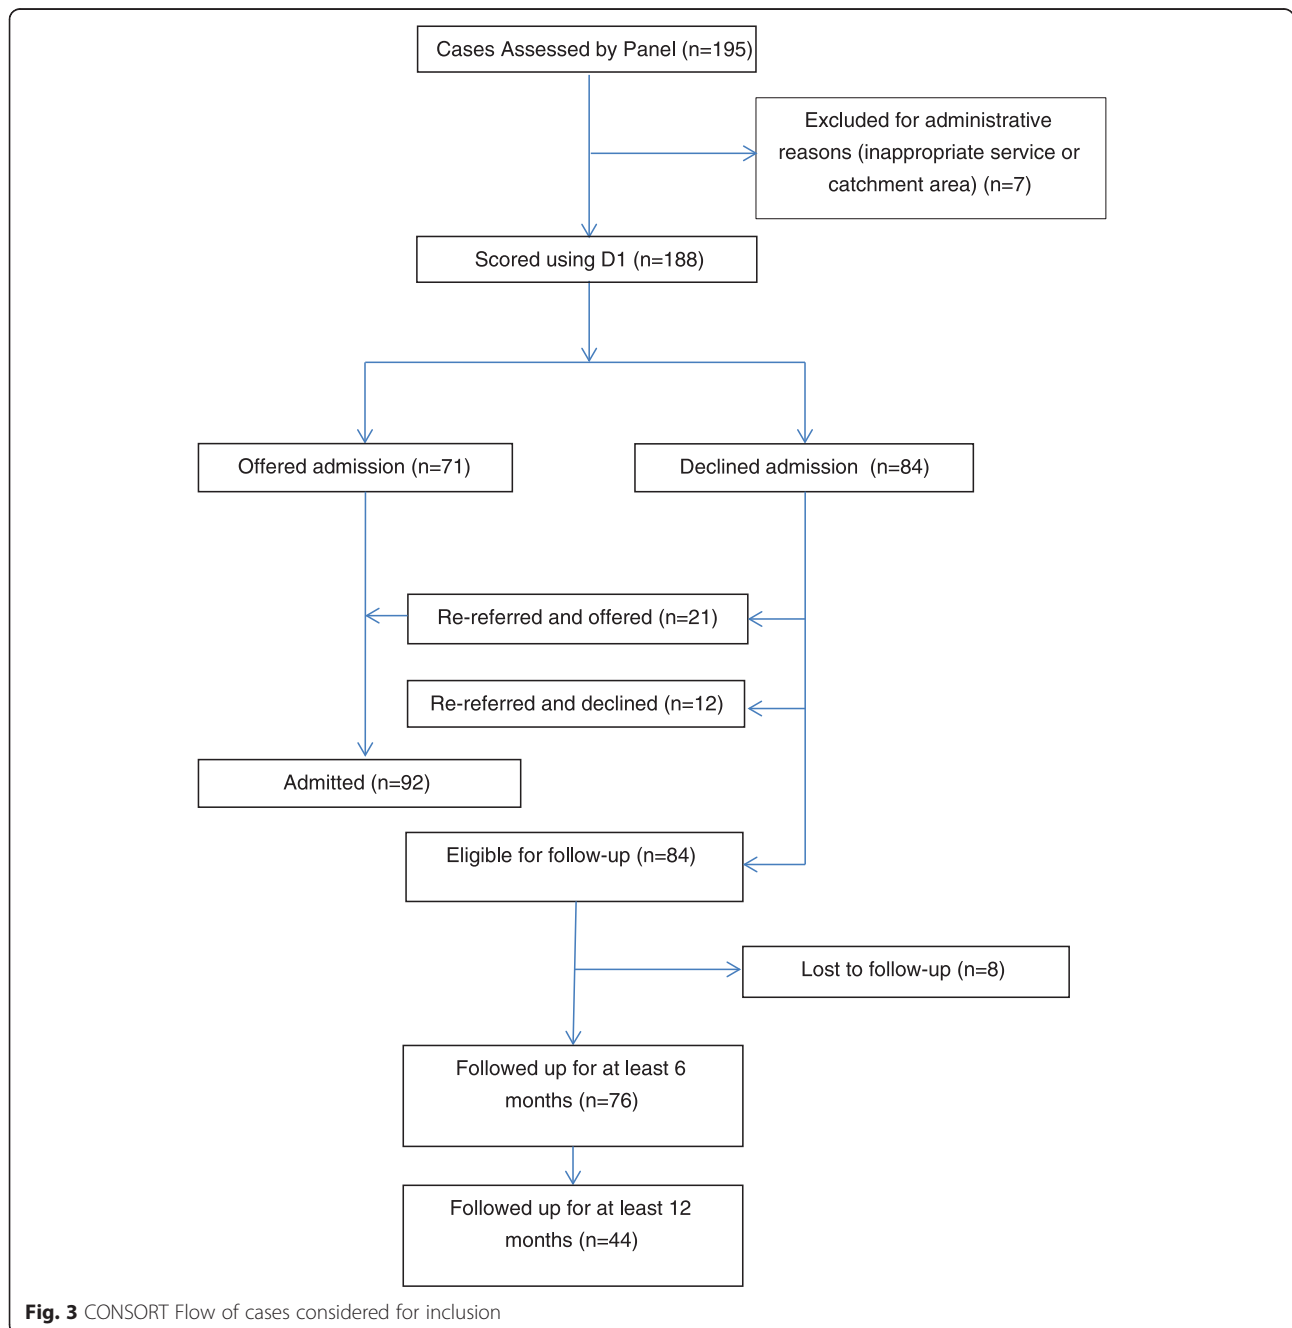 Cases Assessed by Panel (n=195)
Excluded for administrative
reasons (inappropriate service or
catchment area) (n=7)
Scored using D1 (n=188)
Offered admission (n=71)
Declined admission (n=84)
Re-referred and offered (n=21)
Re-referred and declined (n=12)
Admitted (n=92)
Eligible for follow-up (n=84)
Lost to follow-up (n=8)
Followed up for at least 6
months (n=76)
Followed up for at least 12
months (n=44)
Fig. 3 CONSORT Flow of cases considered for inclusion